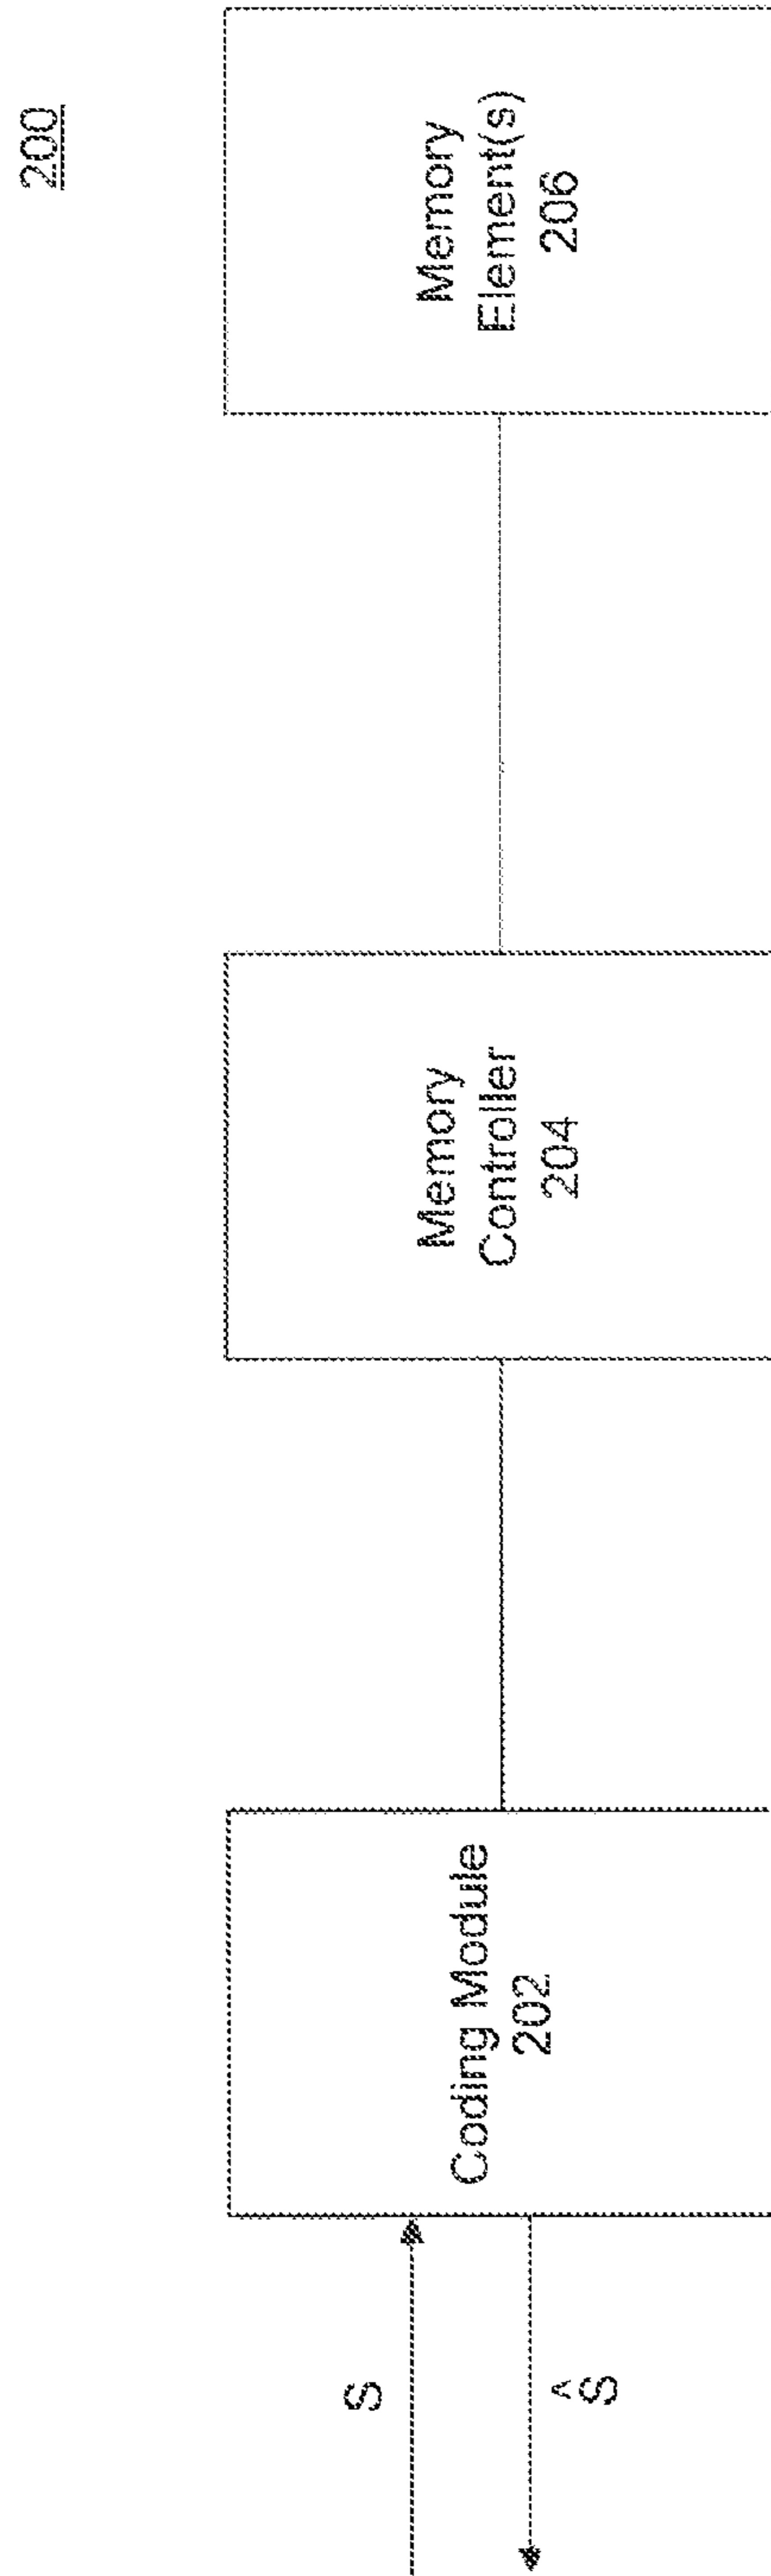 200
S
Ŝ
Coding Module
202
Memory
Controller
204
Memory
Element(s)
206